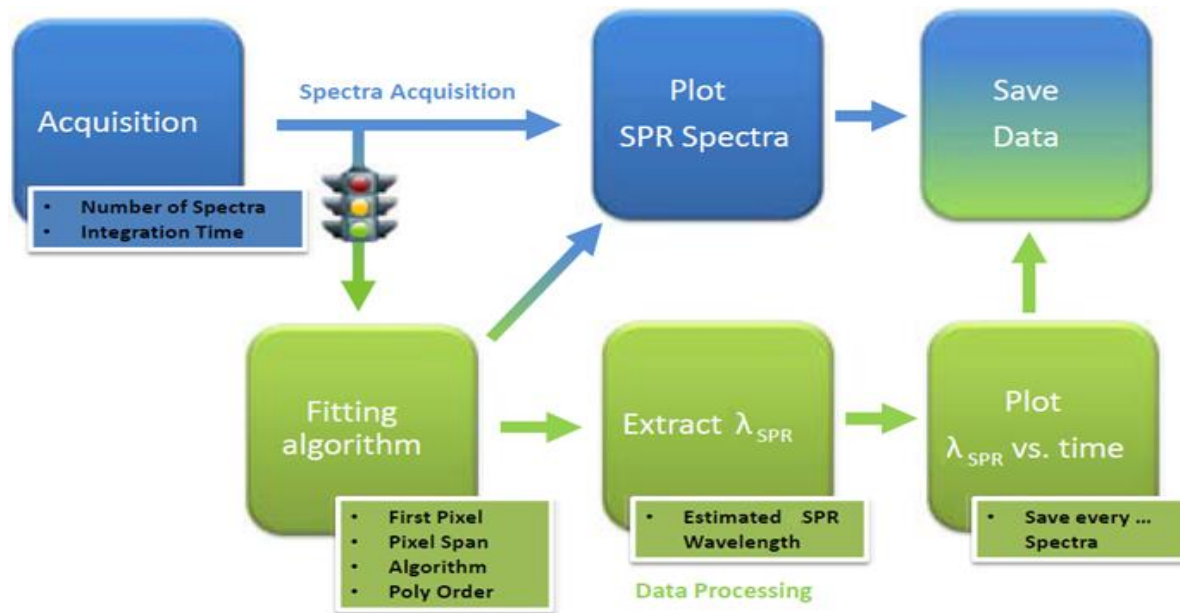 Acquisition
• Number of Spectra
• Integration Time
Spectra Acquisition
Plot
SPR Spectra
Save
Data
Fitting
algorithm
• First Pixel
• Pixel Span
• Algorithm
• Poly Order
Extract λSPR
• Estimated SPR
Wavelength
Plot
λSPR vs. time
• Save every ...
Spectra
Data Processing